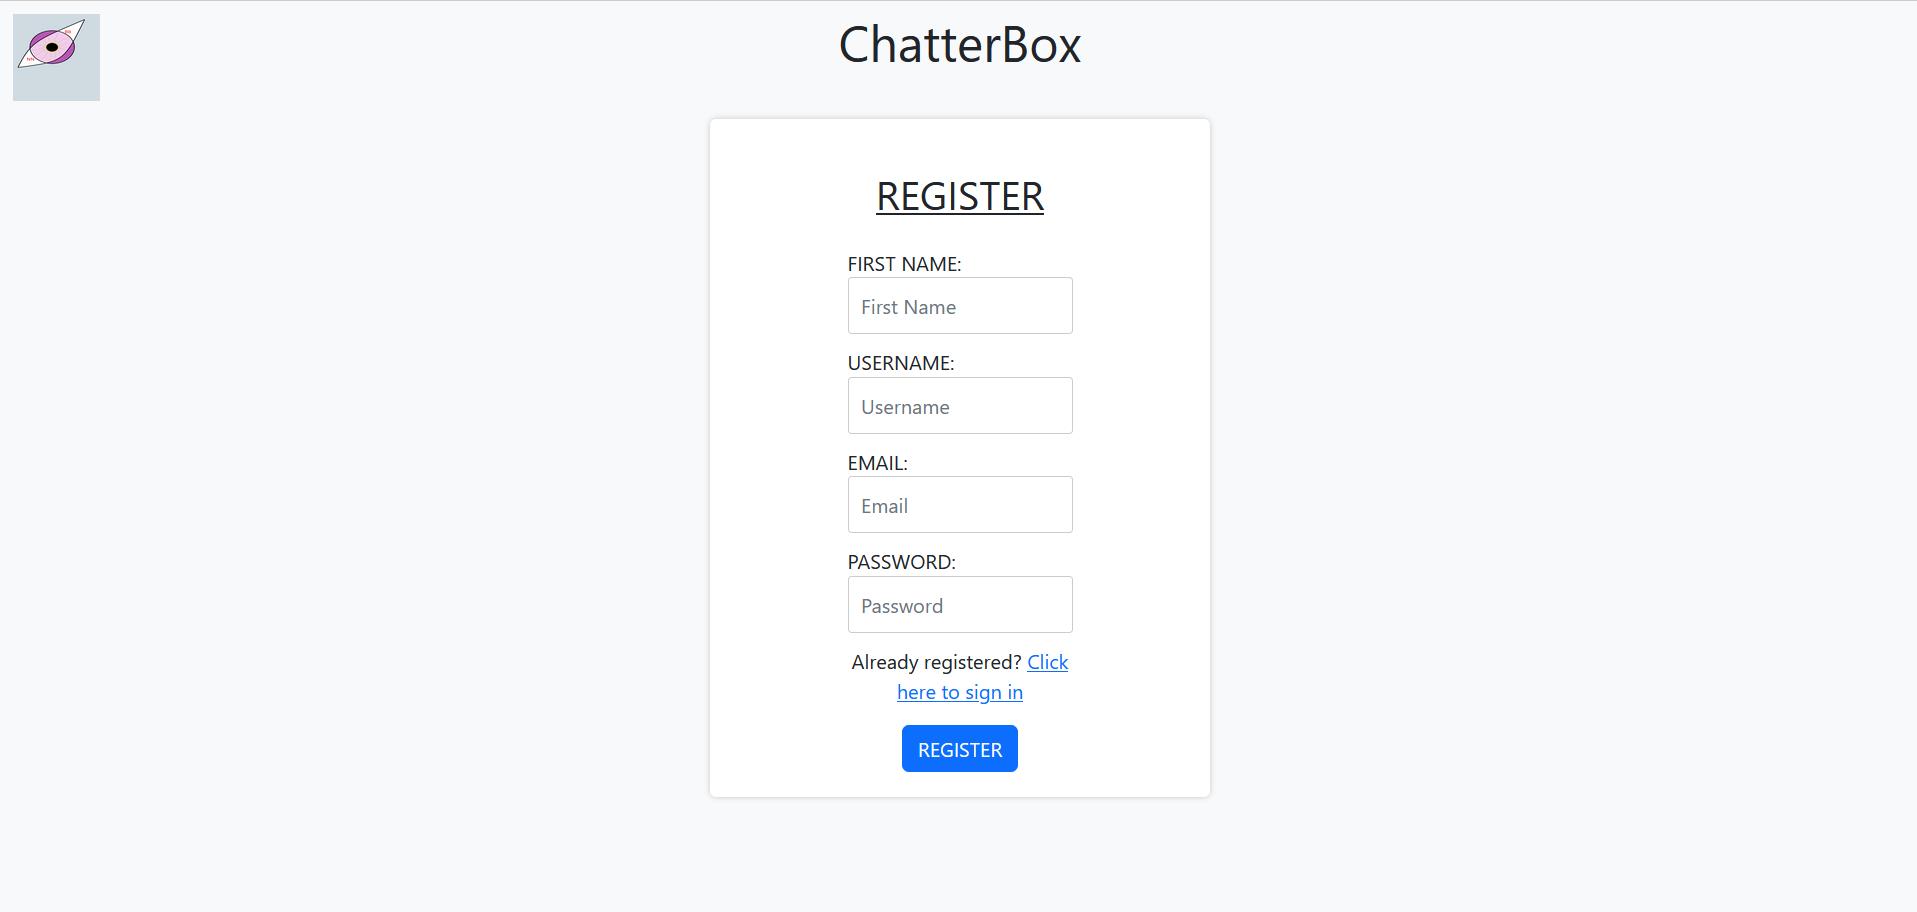 ChatterBox
REGISTER
FIRST NAME:
First Name
USERNAME:
Username
EMAIL:
Email
PASSWORD:
Password
Already registered? Click
here to sign in
REGISTER